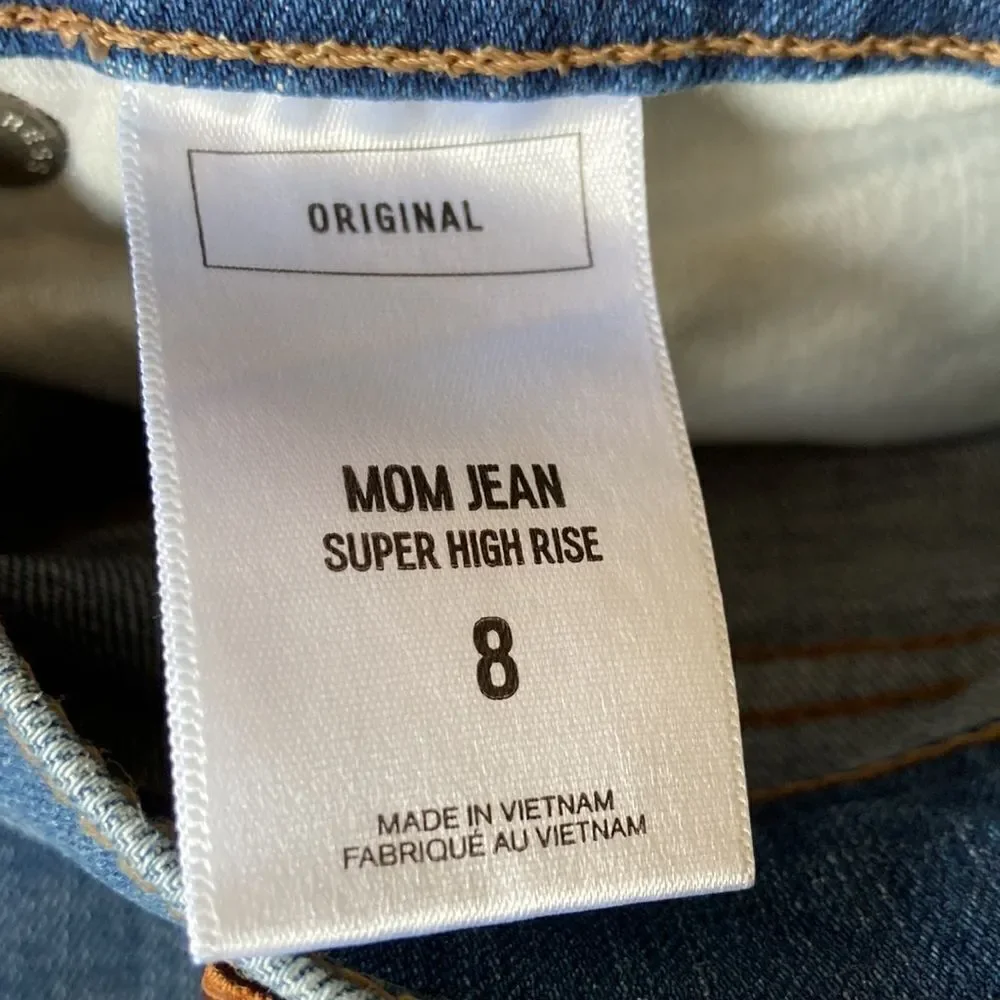 ORIGINAL
MOM JEAN
SUPER HIGH RISE
8
MADE IN VIETNAM
FABRIQUÉ AU VIETNAM